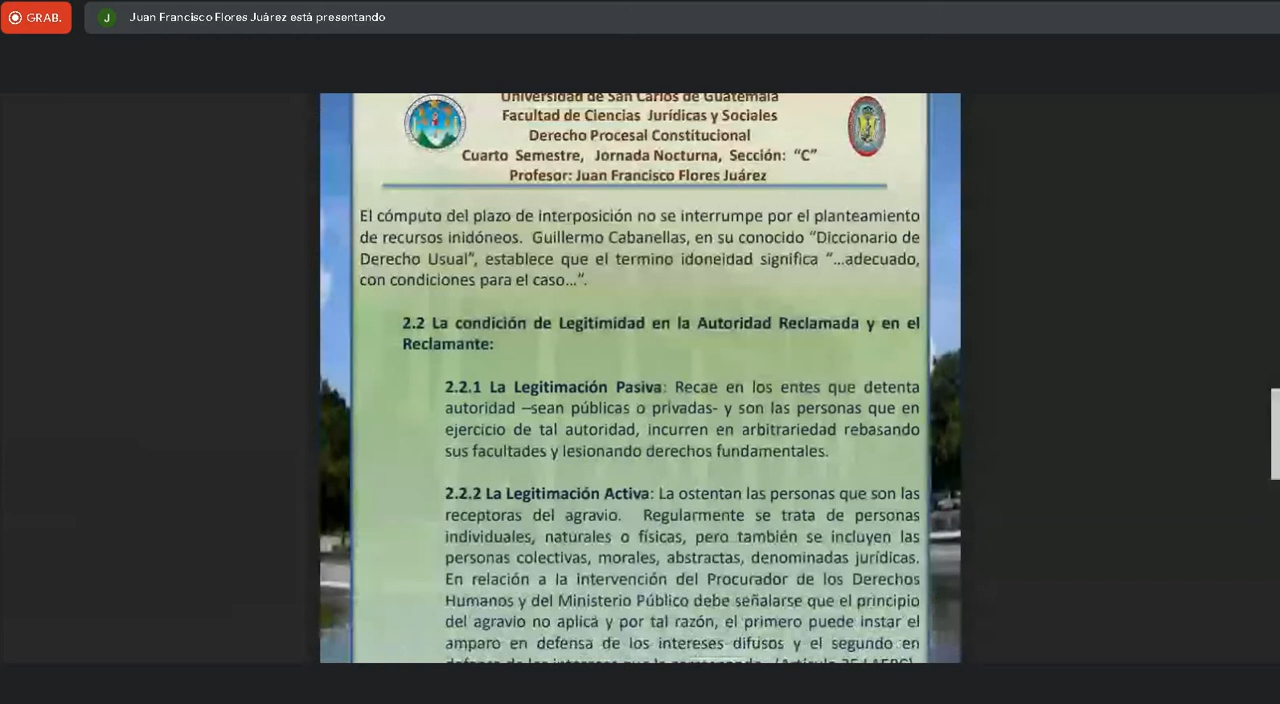 GRAB.
J
Juan Francisco Flores Juárez está presentando
Universidad de San Carlos de Guatemala
Facultad de Ciencias Jurídicas y Sociales
Derecho Procesal Constitucional
Cuarto Semestre, Jornada Nocturna, Sección: “C”
Profesor: Juan Francisco Flores Juárez
El cómputo del plazo de interposición no se interrumpe por el planteamiento
de recursos inidóneos. Guillermo Cabanellas, en su conocido “Diccionario de
Derecho Usual”, establece que el termino idoneidad significa “...adecuado,
con condiciones para el caso...”.
2.2 La condición de Legitimidad en la Autoridad Reclamada y en el
Reclamante:
2.2.1 La Legitimación Pasiva: Recae en los entes que detenta
autoridad –sean públicas o privadas- y son las personas que en
ejercicio de tal autoridad, incurren en arbitrariedad rebasando
sus facultades y lesionando derechos fundamentales.
2.2.2 La Legitimación Activa: La ostentan las personas que son las
receptoras del agravio. Regularmente se trata de personas
individuales, naturales o físicas, pero también se incluyen las
personas colectivas, morales, abstractas, denominadas jurídicas.
En relación a la intervención del Procurador de los Derechos
Humanos y del Ministerio Público debe señalarse que el principio
del agravio no aplica y por tal razón, el primero puede instar el
amparo en defensa de los intereses difusos y el segundo en